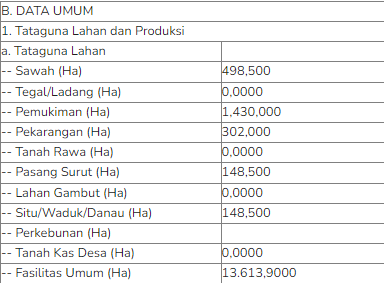 B. DATA UMUM
1. Tataguna Lahan dan Produksi
a. Tataguna Lahan
-- Sawah (Ha) 498,500
-- Tegal/Ladang (Ha) 0,0000
-- Pemukiman (Ha) 1,430,000
-- Pekarangan (Ha) 302,000
-- Tanah Rawa (Ha) 0,0000
-- Pasang Surut (Ha) 148,500
-- Lahan Gambut (Ha) 0,0000
-- Situ/Waduk/Danau (Ha) 148,500
-- Perkebunan (Ha)
-- Tanah Kas Desa (Ha) 0,0000
-- Fasilitas Umum (Ha) 13.613,9000